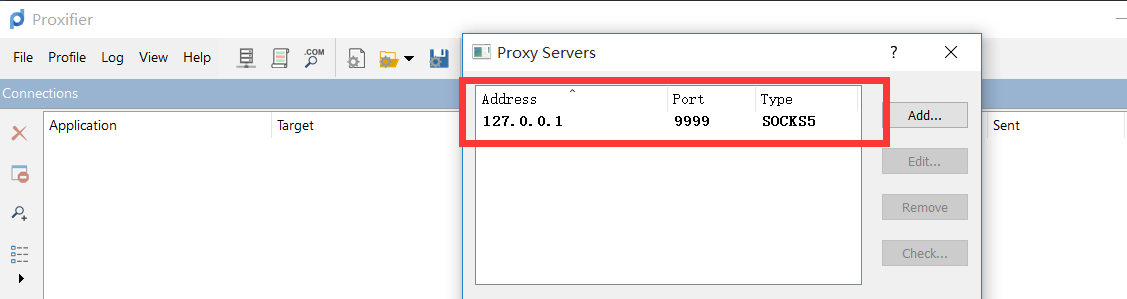 Proxifier
File Profile Log View Help
.COM
Connections
Application Target Sent
Proxy Servers
?
Address Port Type
127.0.0.1 9999 SOCKS5
Add...
Edit...
Remove
Check...